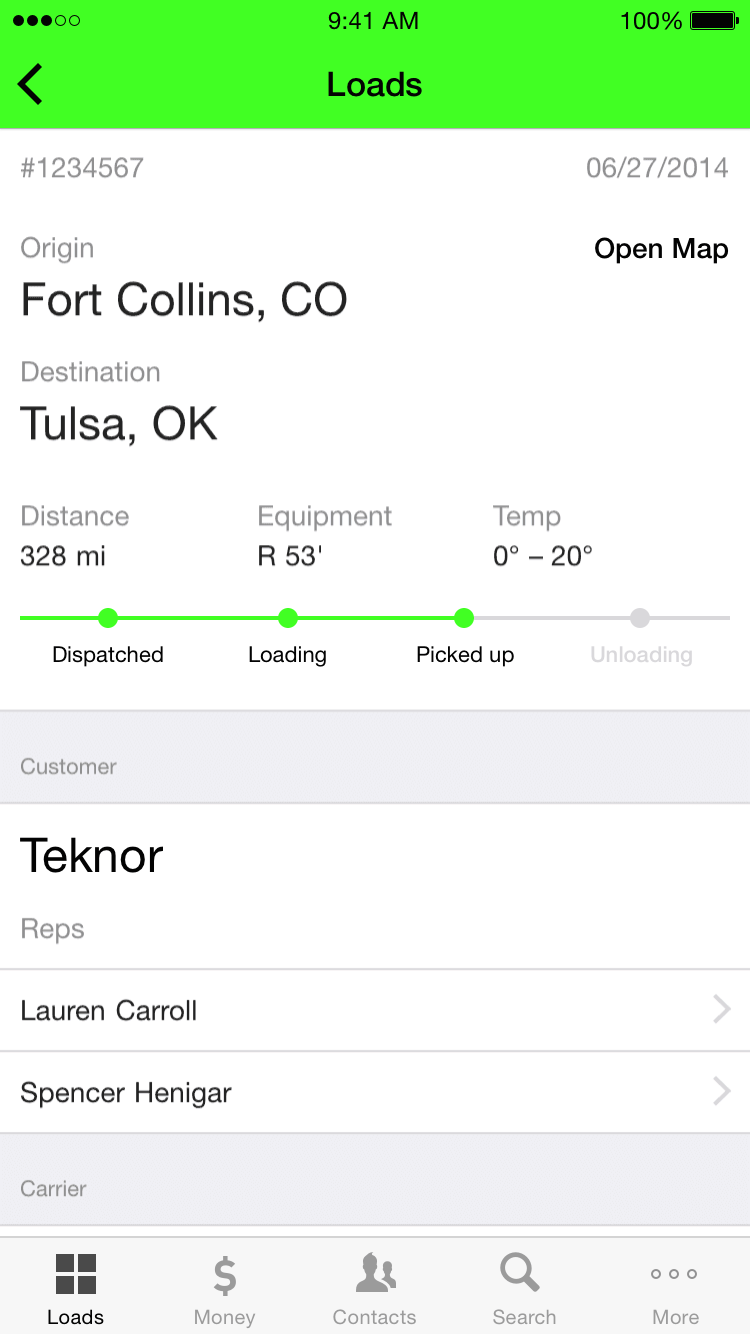 9:41 AM 100%
Loads
#1234567 06/27/2014
Origin Open Map
Fort Collins, CO
Destination
Tulsa, OK
Distance Equipment Temp
328 mi R 53' 0° – 20°
Dispatched Loading Picked up Unloading
Customer
Teknor
Reps
Lauren Carroll
Spencer Henigar
Carrier
Loads Money Contacts Search More